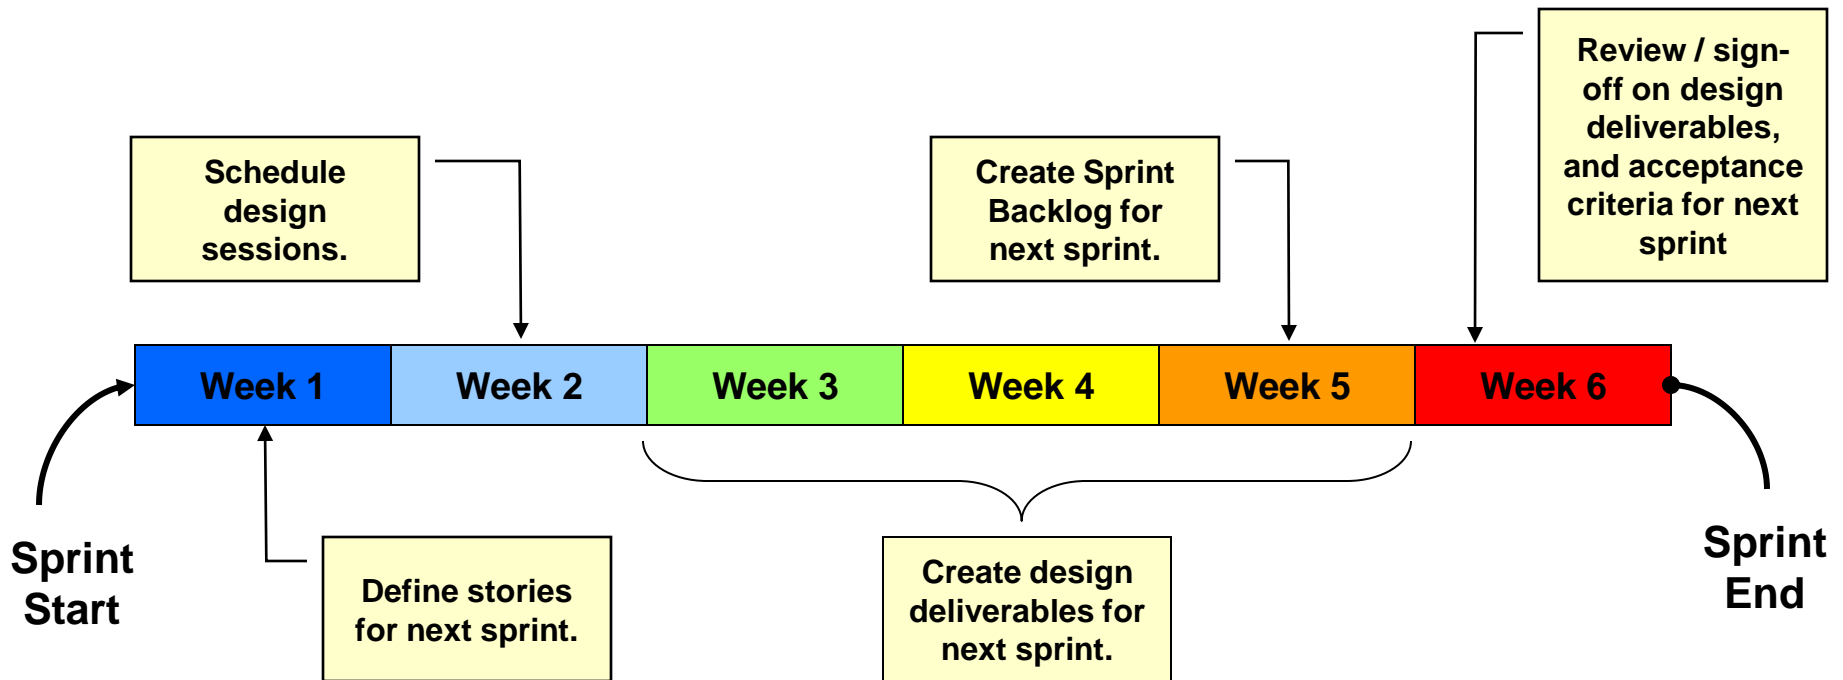 Review / sign-
off on design
deliverables,
and acceptance
criteria for next
sprint
Schedule
design
sessions.
Create Sprint
Backlog for
next sprint.
Week 1
Week 2
Week 3
Week 4
Week 5
Week 6
Sprint
Start
Define stories
for next sprint.
Create design
deliverables for
next sprint.
Sprint
End